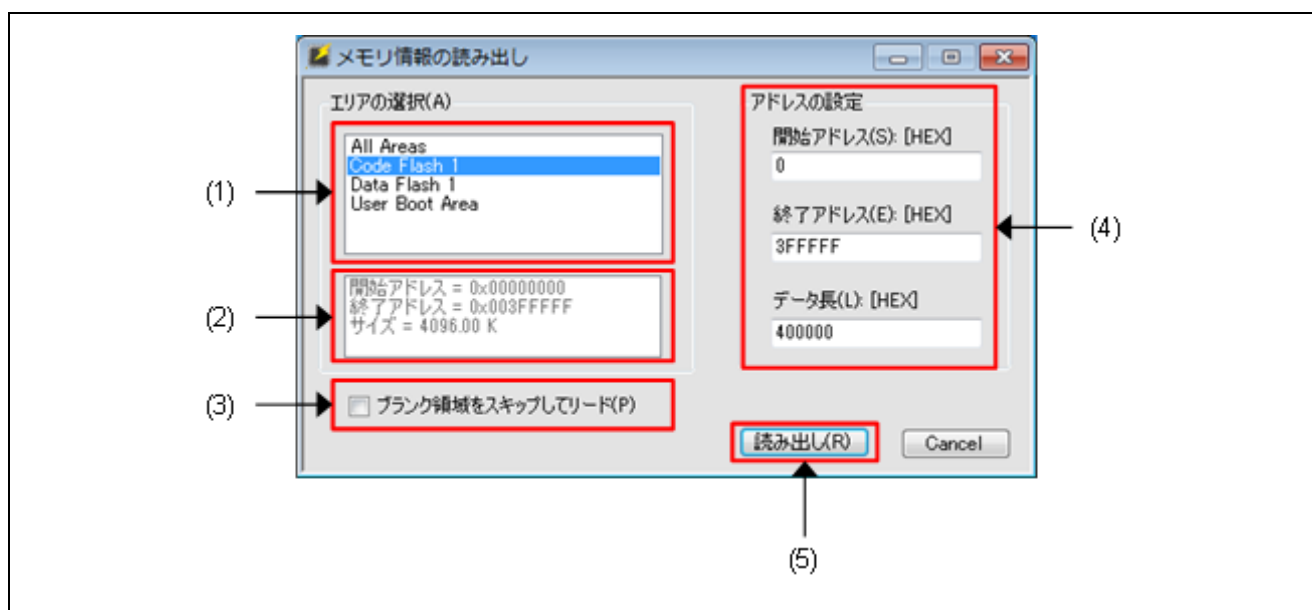 メモリ情報の読み出し
エリアの選択(A)
All Areas
Code Flash 1
Data Flash 1
User Boot Area
(1)
開始アドレス = 0x00000000
終了アドレス = 0x003FFFFF
サイズ = 4096.00 K
(2)
ブランク領域をスキップしてリード(P)
(3)
アドレスの設定
開始アドレス(S): [HEX]
0
終了アドレス(E): [HEX]
3FFFFF
データ長(L): [HEX]
400000
(4)
読み出し(R)
Cancel
(5)